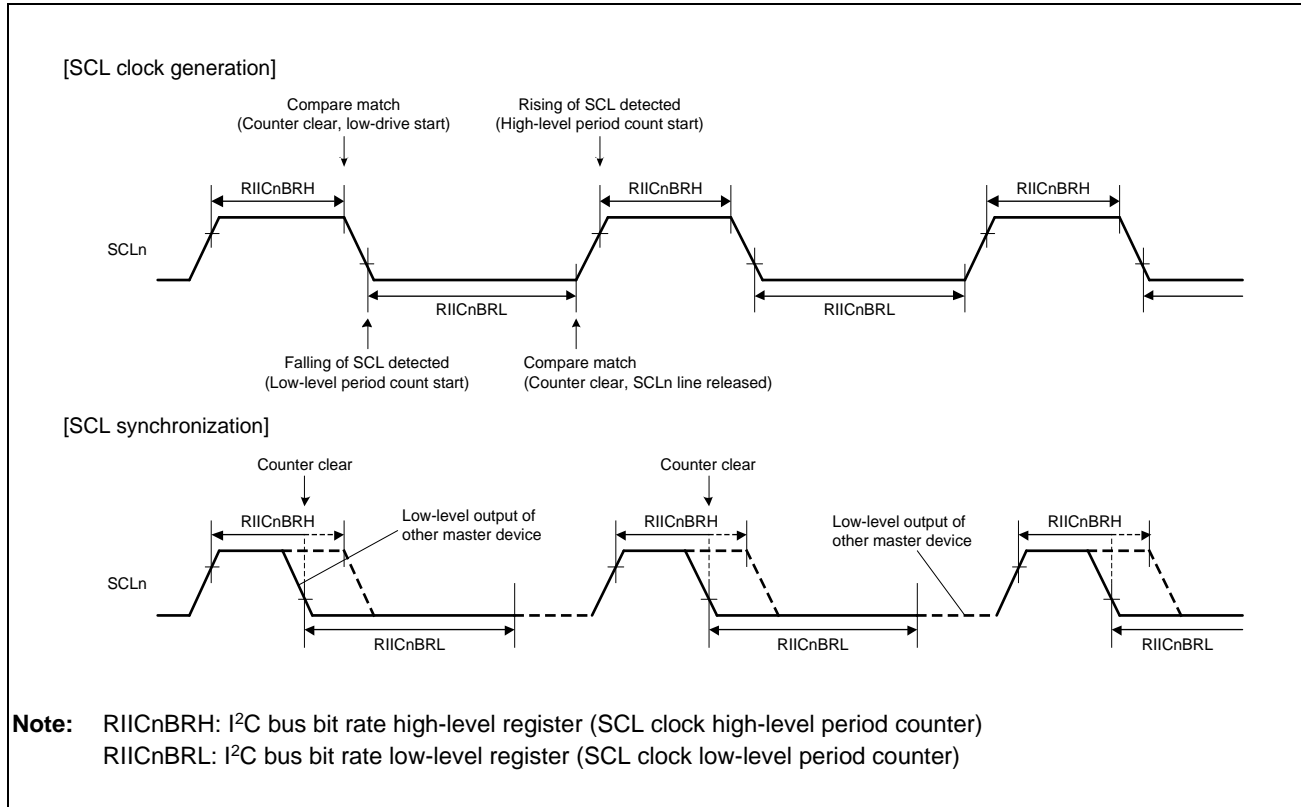 [SCL clock generation]
Compare match
(Counter clear, low-drive start)
Rising of SCL detected
(High-level period count start)
RIICnBRH
RIICnBRH
RIICnBRH
SCLn
RIICnBRL
RIICnBRL
Falling of SCL detected
(Low-level period count start)
Compare match
(Counter clear, SCLn line released)
[SCL synchronization]
Counter clear
Counter clear
RIICnBRH
Low-level output of
other master device
RIICnBRH
Low-level output of
other master device
RIICnBRH
SCLn
RIICnBRL
RIICnBRL
RIICnBRL
Note: RIICnBRH: I²C bus bit rate high-level register (SCL clock high-level period counter)
RIICnBRL: I²C bus bit rate low-level register (SCL clock low-level period counter)